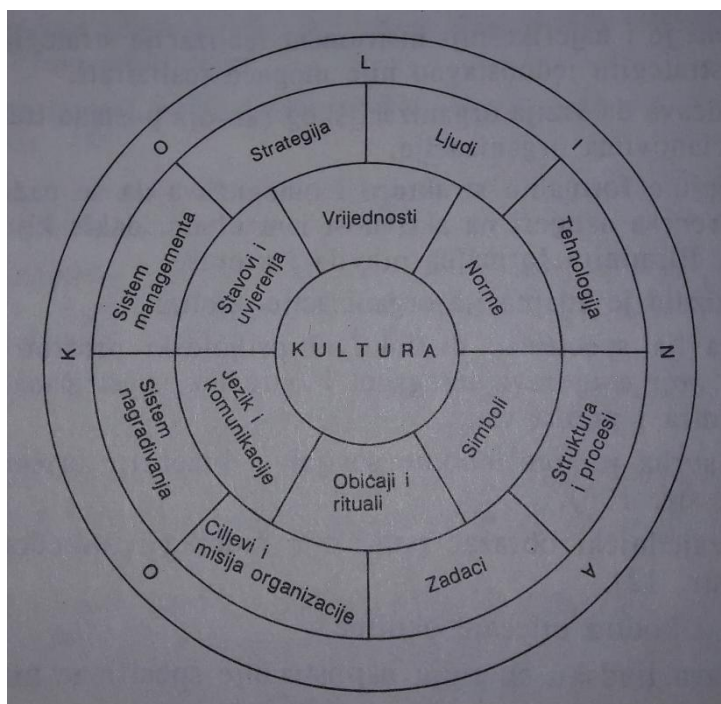 O K O L I N A
Strategija
Ljudi
Tehnologija
Struktura
i procesi
Zadaci
Ciljevi i
misija organizacije
Sistem
nagrađivanja
Sistem
managementa
Vrijednosti
Norme
Simboli
Običaji i
rituali
Jezik i
komunikacije
Stavovi i
uvjerenja
KULTURA